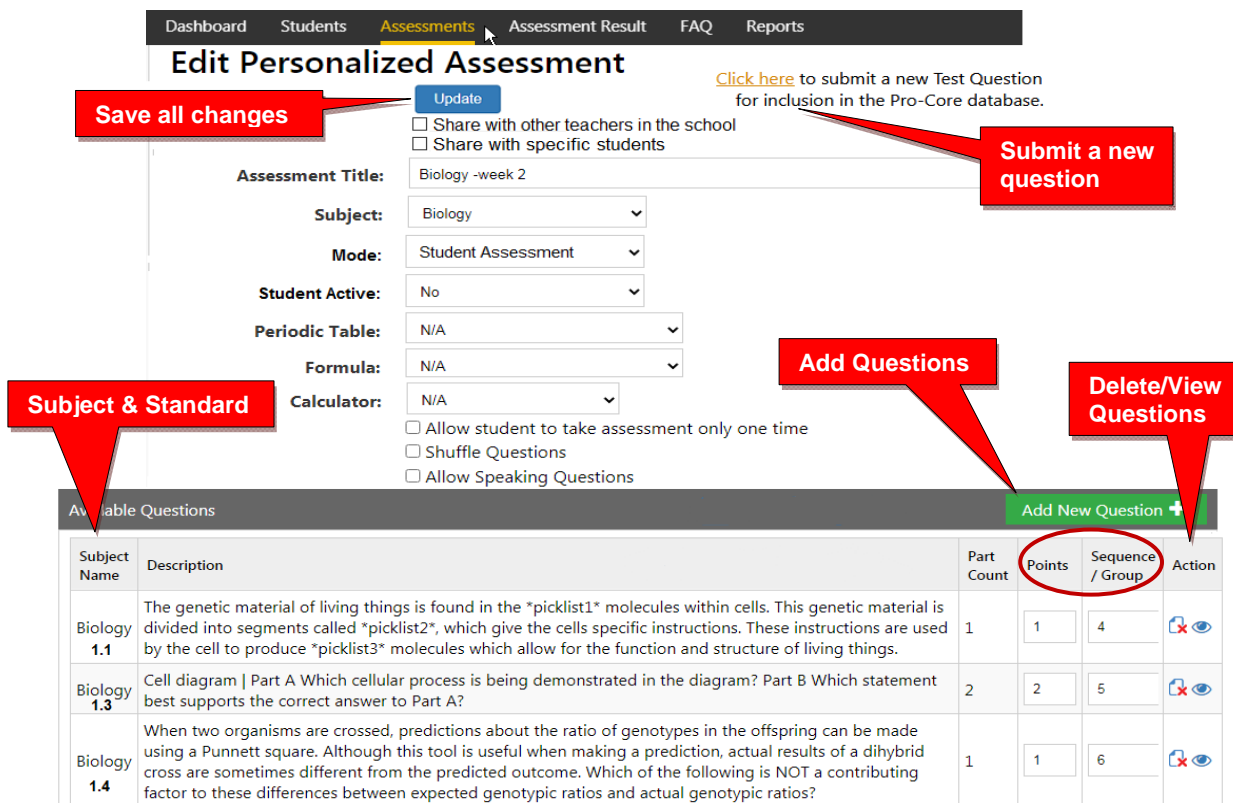 Dashboard Students Assessments Assessment Result FAQ Reports
Edit Personalized Assessment
Click here to submit a new Test Question
for inclusion in the Pro-Core database.
Save all changes
Update
Share with other teachers in the school
Share with specific students
Submit a new
question
Assessment Title: Biology -week 2
Subject: Biology
Mode: Student Assessment
Student Active: No
Periodic Table: N/A
Formula: N/A
Calculator: N/A
Add Questions
Delete/View
Questions
Subject & Standard
Allow student to take assessment only one time
Shuffle Questions
Allow Speaking Questions
Available Questions
Add New Question
Subject
Name
Description
Part
Count
Points
Sequence
/ Group
Action
Biology
1.1
The genetic material of living things is found in the *picklist1* molecules within cells. This genetic material is
divided into segments called *picklist2*, which give the cells specific instructions. These instructions are used
by the cell to produce *picklist3* molecules which allow for the function and structure of living things.
1 1 4
Biology
1.3
Cell diagram | Part A Which cellular process is being demonstrated in the diagram? Part B Which statement
best supports the correct answer to Part A?
2 2 5
Biology
1.4
When two organisms are crossed, predictions about the ratio of genotypes in the offspring can be made
using a Punnett square. Although this tool is useful when making a prediction, actual results of a dihybrid
cross are sometimes different from the predicted outcome. Which of the following is NOT a contributing
factor to these differences between expected genotypic ratios and actual genotypic ratios?
1 1 6